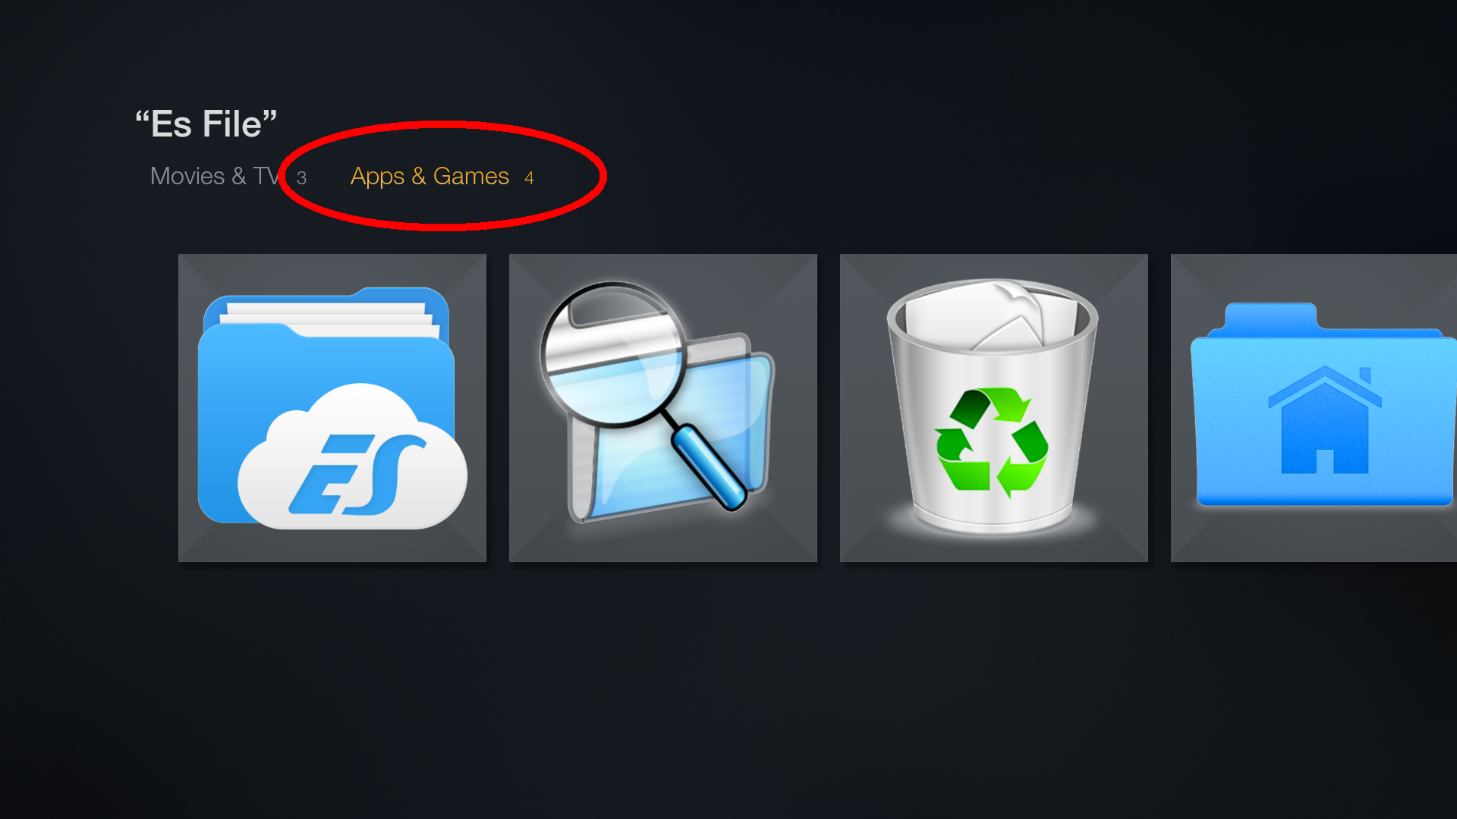 “Es File”
Movies & TV 3 Apps & Games 4
ES